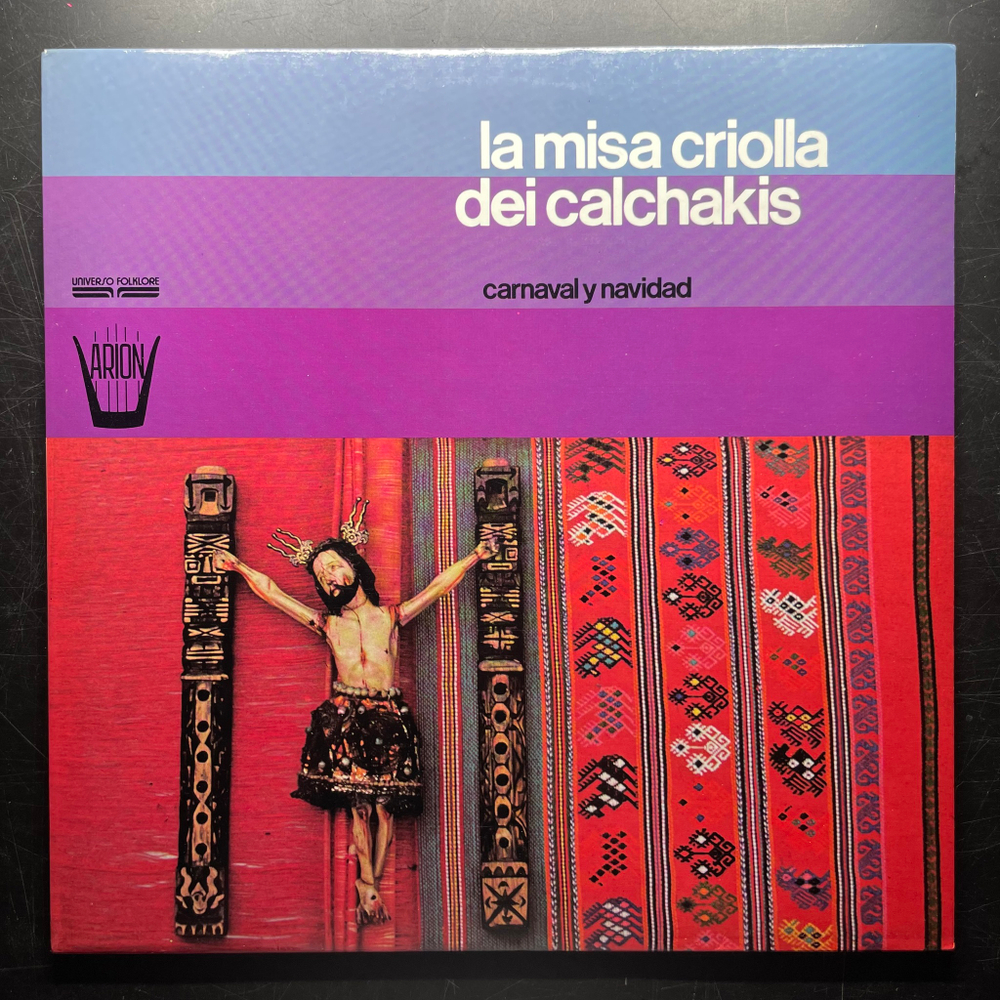 la misa criolla
dei calchakis
carnaval y navidad
UNIVERSO FOLKLORE
ARION